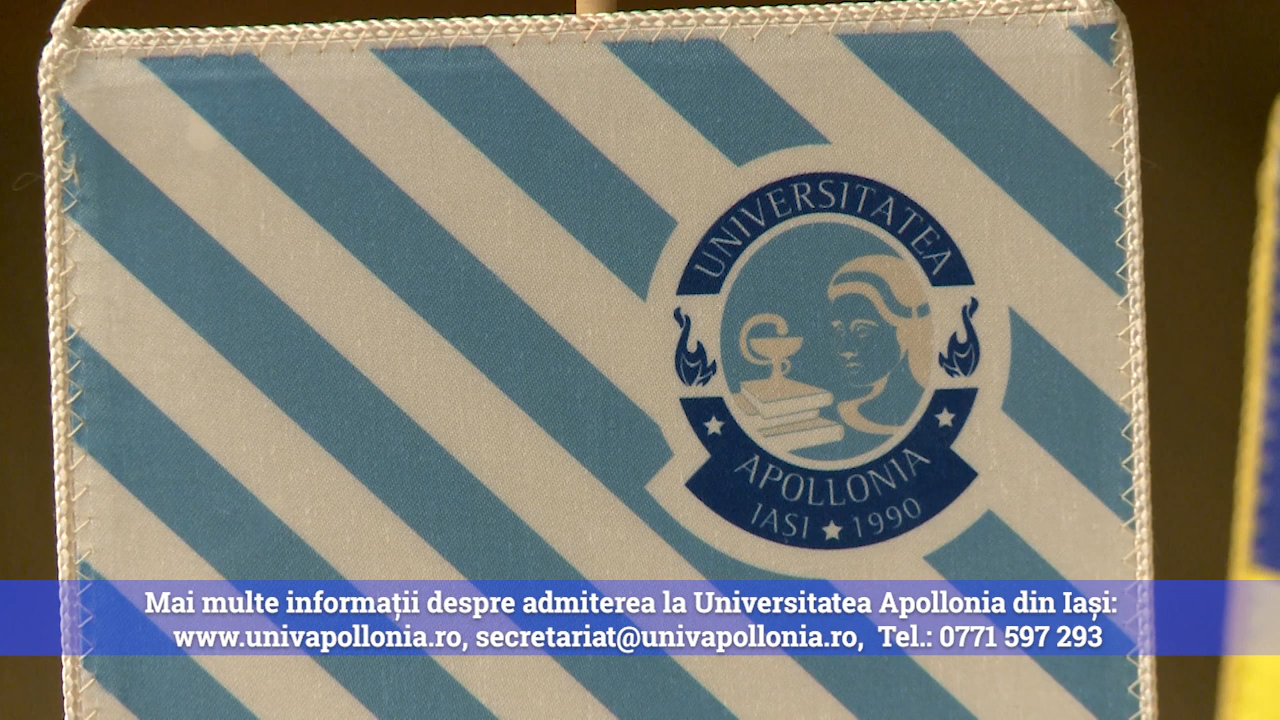 UNIVERSITATEA
APOLLONIA
IAȘI ★ 1990
Mai multe informații despre admiterea la Universitatea Apollonia din Iași:
www.univapollonia.ro, secretariat@univapollonia.ro, Tel.: 0771 597 293